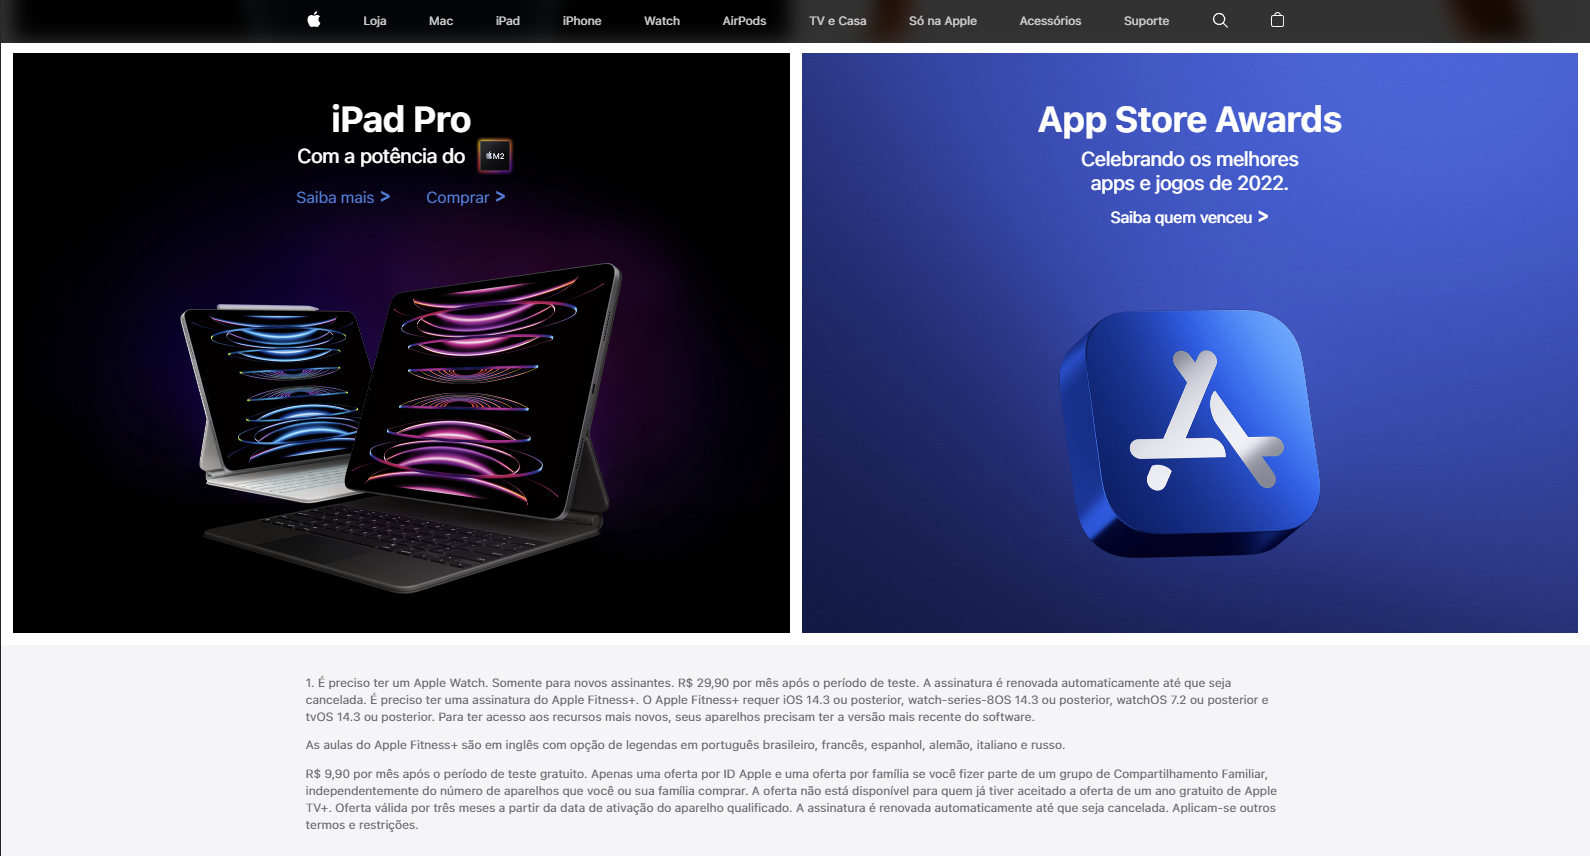 Loja Mac iPad iPhone Watch AirPods TV e Casa Só na Apple Acessórios Suporte
iPad Pro
Com a potência do M2
Saiba mais > Comprar >
App Store Awards
Celebrando os melhores
apps e jogos de 2022.
Saiba quem venceu >
1. É preciso ter um Apple Watch. Somente para novos assinantes. R$ 29,90 por mês após o período de teste. A assinatura é renovada automaticamente até que seja
cancelada. É preciso ter uma assinatura do Apple Fitness+. O Apple Fitness+ requer iOS 14.3 ou posterior, watch-series-8OS 14.3 ou posterior, watchOS 7.2 ou posterior e
tvOS 14.3 ou posterior. Para ter acesso aos recursos mais novos, seus aparelhos precisam ter a versão mais recente do software.
As aulas do Apple Fitness+ são em inglês com opção de legendas em português brasileiro, francês, espanhol, alemão, italiano e russo.
R$ 9,90 por mês após o período de teste gratuito. Apenas uma oferta por ID Apple e uma oferta por família se você fizer parte de um grupo de Compartilhamento Familiar,
independentemente do número de aparelhos que você ou sua família comprar. A oferta não está disponível para quem já tiver aceitado a oferta de um ano gratuito de Apple
TV+. Oferta válida por três meses a partir da data de ativação do aparelho qualificado. A assinatura é renovada automaticamente até que seja cancelada. Aplicam-se outros
termos e restrições.